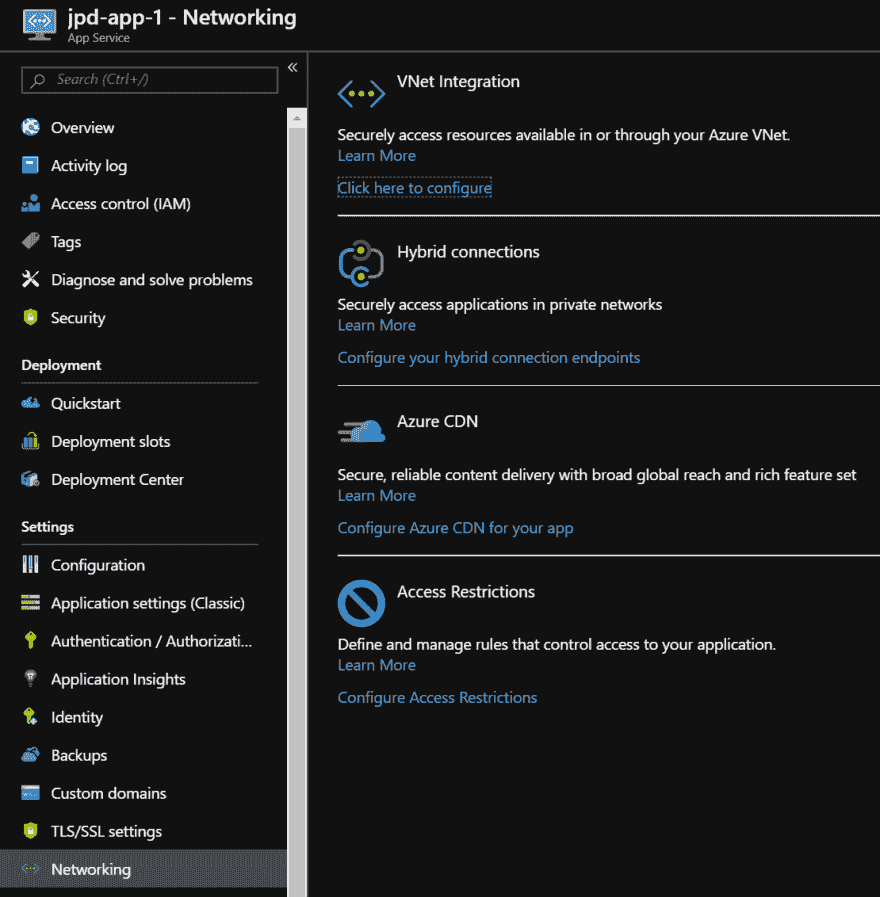 jpd-app-1 - Networking
App Service
Search (Ctrl+/)
«
Overview
Activity log
Access control (IAM)
Tags
Diagnose and solve problems
Security
Deployment
Quickstart
Deployment slots
Deployment Center
Settings
Configuration
Application settings (Classic)
Authentication / Authorizati...
Application Insights
Identity
Backups
Custom domains
TLS/SSL settings
Networking
VNet Integration
Securely access resources available in or through your Azure VNet.
Learn More
Click here to configure
Hybrid connections
Securely access applications in private networks
Learn More
Configure your hybrid connection endpoints
Azure CDN
Secure, reliable content delivery with broad global reach and rich feature set
Learn More
Configure Azure CDN for your app
Access Restrictions
Define and manage rules that control access to your application.
Learn More
Configure Access Restrictions